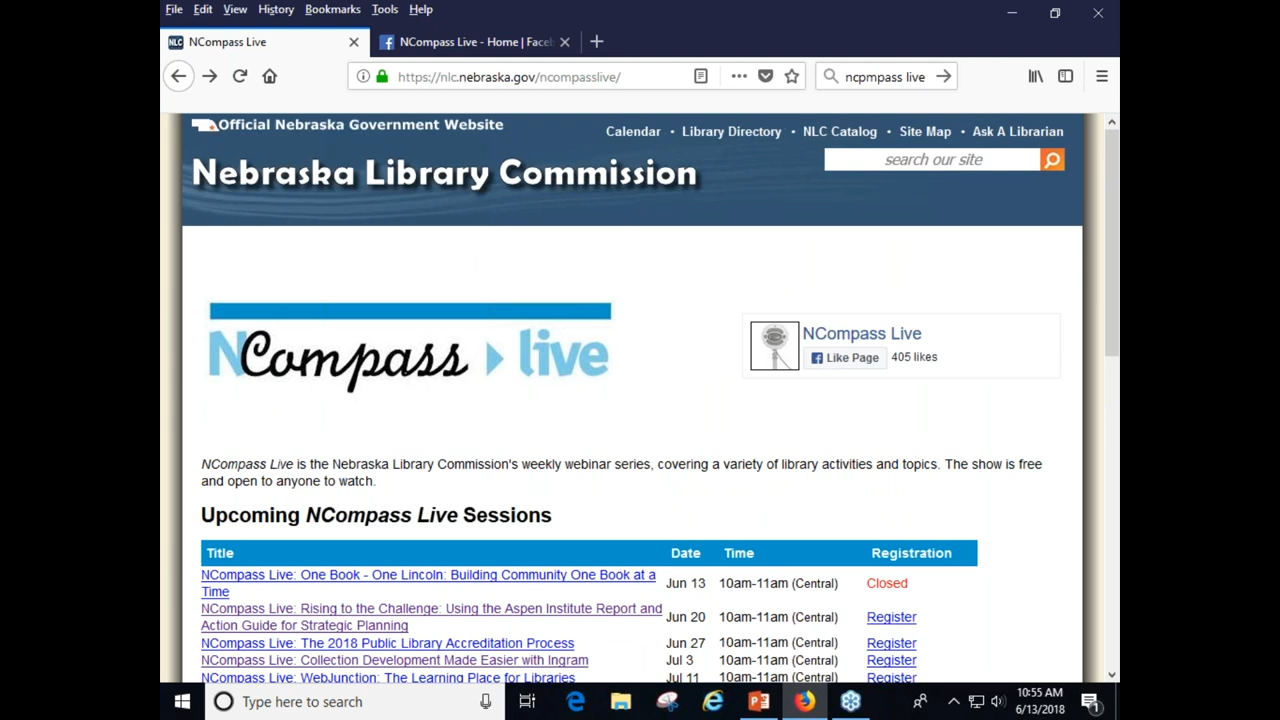 File Edit View History Bookmarks Tools Help
NCompass Live
NCompass Live - Home | Faceb
https://nlc.nebraska.gov/ncompasslive/
ncpmpass live
Official Nebraska Government Website
Calendar • Library Directory • NLC Catalog • Site Map • Ask A Librarian
Nebraska Library Commission
search our site
NCompass live
NCompass Live
Like Page 405 likes
NCompass Live is the Nebraska Library Commission's weekly webinar series, covering a variety of library activities and topics. The show is free
and open to anyone to watch.
Upcoming NCompass Live Sessions
Title Date Time Registration
NCompass Live: One Book - One Lincoln: Building Community One Book at a
Time Jun 13 10am-11am (Central) Closed
NCompass Live: Rising to the Challenge: Using the Aspen Institute Report and
Action Guide for Strategic Planning Jun 20 10am-11am (Central) Register
NCompass Live: The 2018 Public Library Accreditation Process Jun 27 10am-11am (Central) Register
NCompass Live: Collection Development Made Easier with Ingram Jul 3 10am-11am (Central) Register
NCompass Live: WebJunction: The Learning Place for Libraries Jul 11 10am-11am (Central) Register
Type here to search
10:55 AM
6/13/2018
1